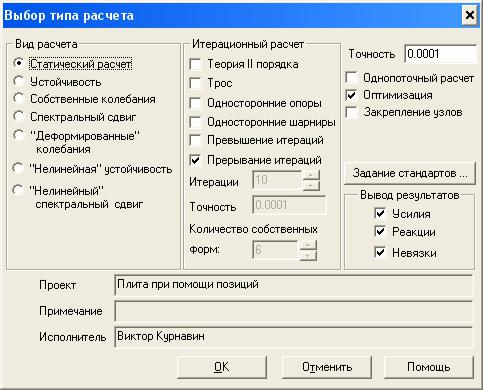 Выбор типа расчета
Вид расчета
Статический расчет
Устойчивость
Собственные колебания
Спектральный сдвиг
"Деформированные"
колебания
"Нелинейная" устойчивость
"Нелинейный"
спектральный сдвиг
Итерационный расчет
Теория II порядка
Трос
Односторонние опоры
Односторонние шарниры
Превышение итераций
Прерывание итераций
Итерации 10
Точность 0.0001
Количество собственных
форм: 6
Точность 0.0001
Однопоточный расчет
Оптимизация
Закрепление узлов
Задание стандартов ...
Вывод результатов
Усилия
Реакции
Невязки
Проект Плита при помощи позиций
Примечание
Исполнитель Виктор Курнавин
OK Отменить Помощь